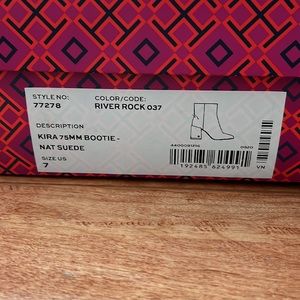 STYLE NO:
77278
COLOR/CODE:
RIVER ROCK 037
DESCRIPTION
KIRA 75MM BOOTIE -
NAT SUEDE
SIZE US
7
0920
192485 624991
VN